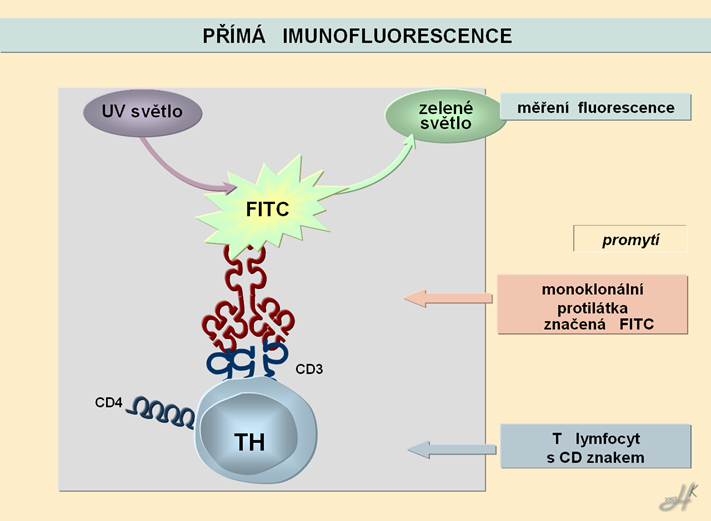 PŘÍMÁ IMUNOFLUORESCENCE
UV světlo
zelené
světlo
měření fluorescence
FITC
promytí
monoklonální
protilátka
značená FITC
CD3
CD4
TH
T lymfocyt
s CD znakem